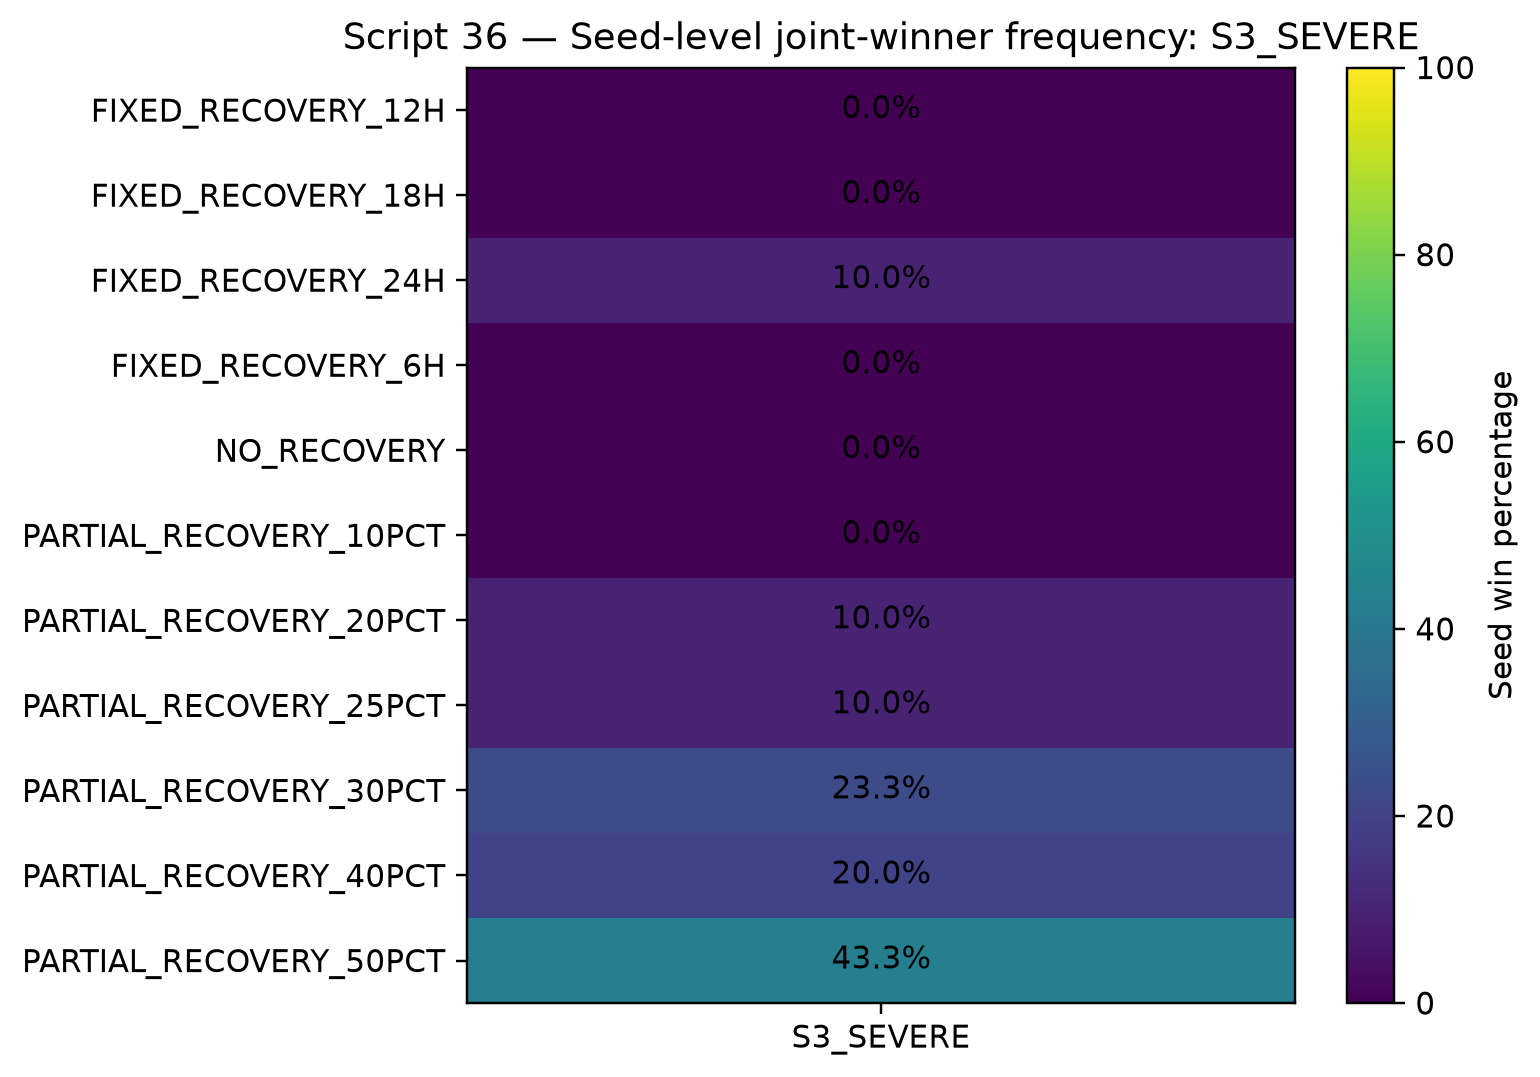 Script 36 — Seed-level joint-winner frequency: S3_SEVERE
FIXED_RECOVERY_12H 0.0%
FIXED_RECOVERY_18H 0.0%
FIXED_RECOVERY_24H 10.0%
FIXED_RECOVERY_6H 0.0%
NO_RECOVERY 0.0%
PARTIAL_RECOVERY_10PCT 0.0%
PARTIAL_RECOVERY_20PCT 10.0%
PARTIAL_RECOVERY_25PCT 10.0%
PARTIAL_RECOVERY_30PCT 23.3%
PARTIAL_RECOVERY_40PCT 20.0%
PARTIAL_RECOVERY_50PCT 43.3%
S3_SEVERE
100
80
60
40
20
0
Seed win percentage